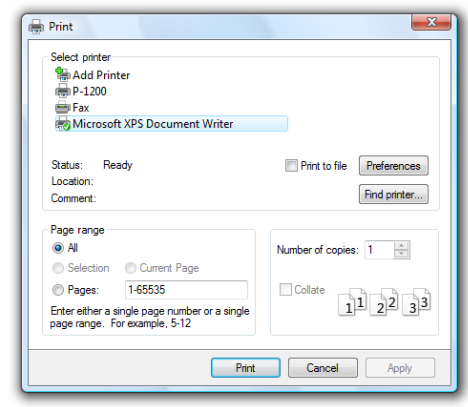 Print
Select printer
Add Printer
P-1200
Fax
Microsoft XPS Document Writer
Status: Ready
Print to file
Preferences
Location:
Comment:
Find printer...
Page range
All
Selection
Current Page
Pages: 1-65535
Enter either a single page number or a single
page range. For example, 5-12
Number of copies: 1
Collate
1 1 2 2 3 3
Print
Cancel
Apply